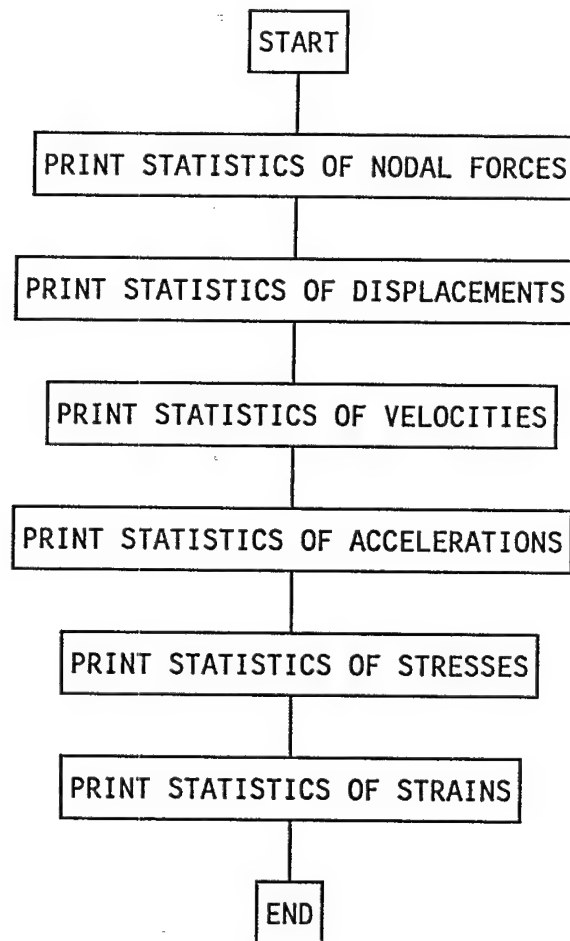 START
PRINT STATISTICS OF NODAL FORCES
PRINT STATISTICS OF DISPLACEMENTS
PRINT STATISTICS OF VELOCITIES
PRINT STATISTICS OF ACCELERATIONS
PRINT STATISTICS OF STRESSES
PRINT STATISTICS OF STRAINS
END